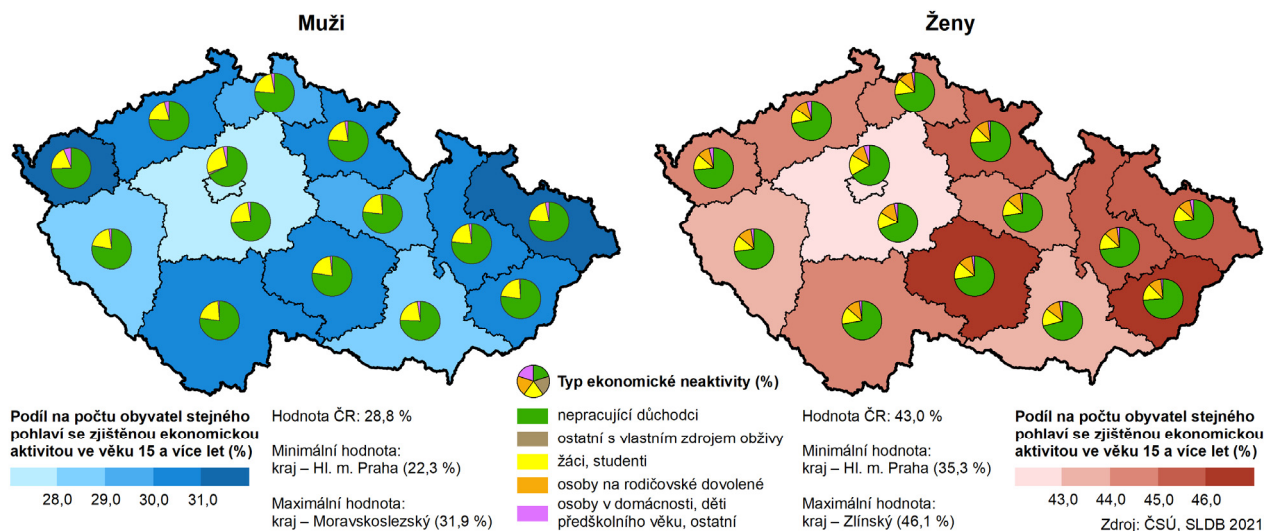 Muži
Ženy
Podíl na počtu obyvatel stejného
pohlaví se zjištěnou ekonomickou
aktivitou ve věku 15 a více let (%)
28,0 29,0 30,0 31,0
Hodnota ČR: 28,8 %
Minimální hodnota:
kraj – Hl. m. Praha (22,3 %)
Maximální hodnota:
kraj – Moravskoslezský (31,9 %)
Typ ekonomické neaktivity (%)
nepracující důchodci
ostatní s vlastním zdrojem obživy
žáci, studenti
osoby na rodičovské dovolené
osoby v domácnosti, děti
předškolního věku, ostatní
Hodnota ČR: 43,0 %
Minimální hodnota:
kraj – Hl. m. Praha (35,3 %)
Maximální hodnota:
kraj – Zlínský (46,1 %)
Podíl na počtu obyvatel stejného
pohlaví se zjištěnou ekonomickou
aktivitou ve věku 15 a více let (%)
43,0 44,0 45,0 46,0
Zdroj: ČSÚ, SLDB 2021